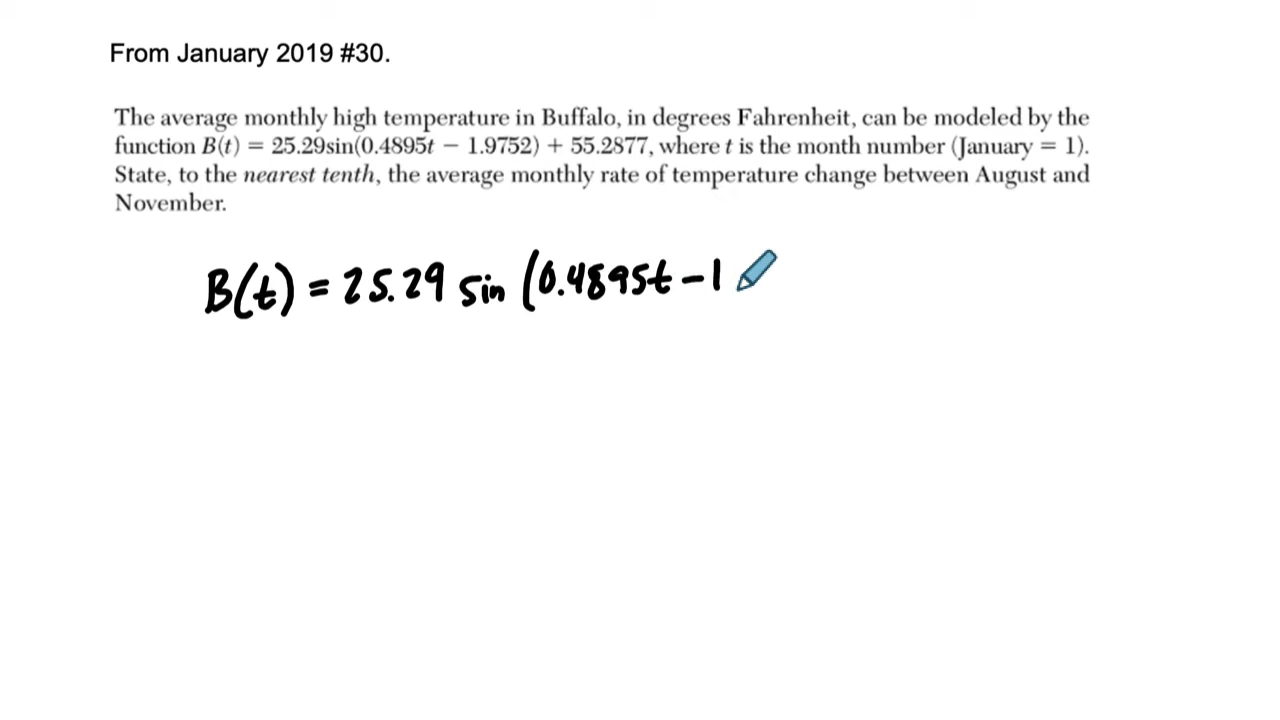 From January 2019 #30.
The average monthly high temperature in Buffalo, in degrees Fahrenheit, can be modeled by the
function B(t) = 25.29sin(0.4895t − 1.9752) + 55.2877, where t is the month number (January = 1).
State, to the nearest tenth, the average monthly rate of temperature change between August and
November.
B(t) = 25.29 sin (0.4895t − 1